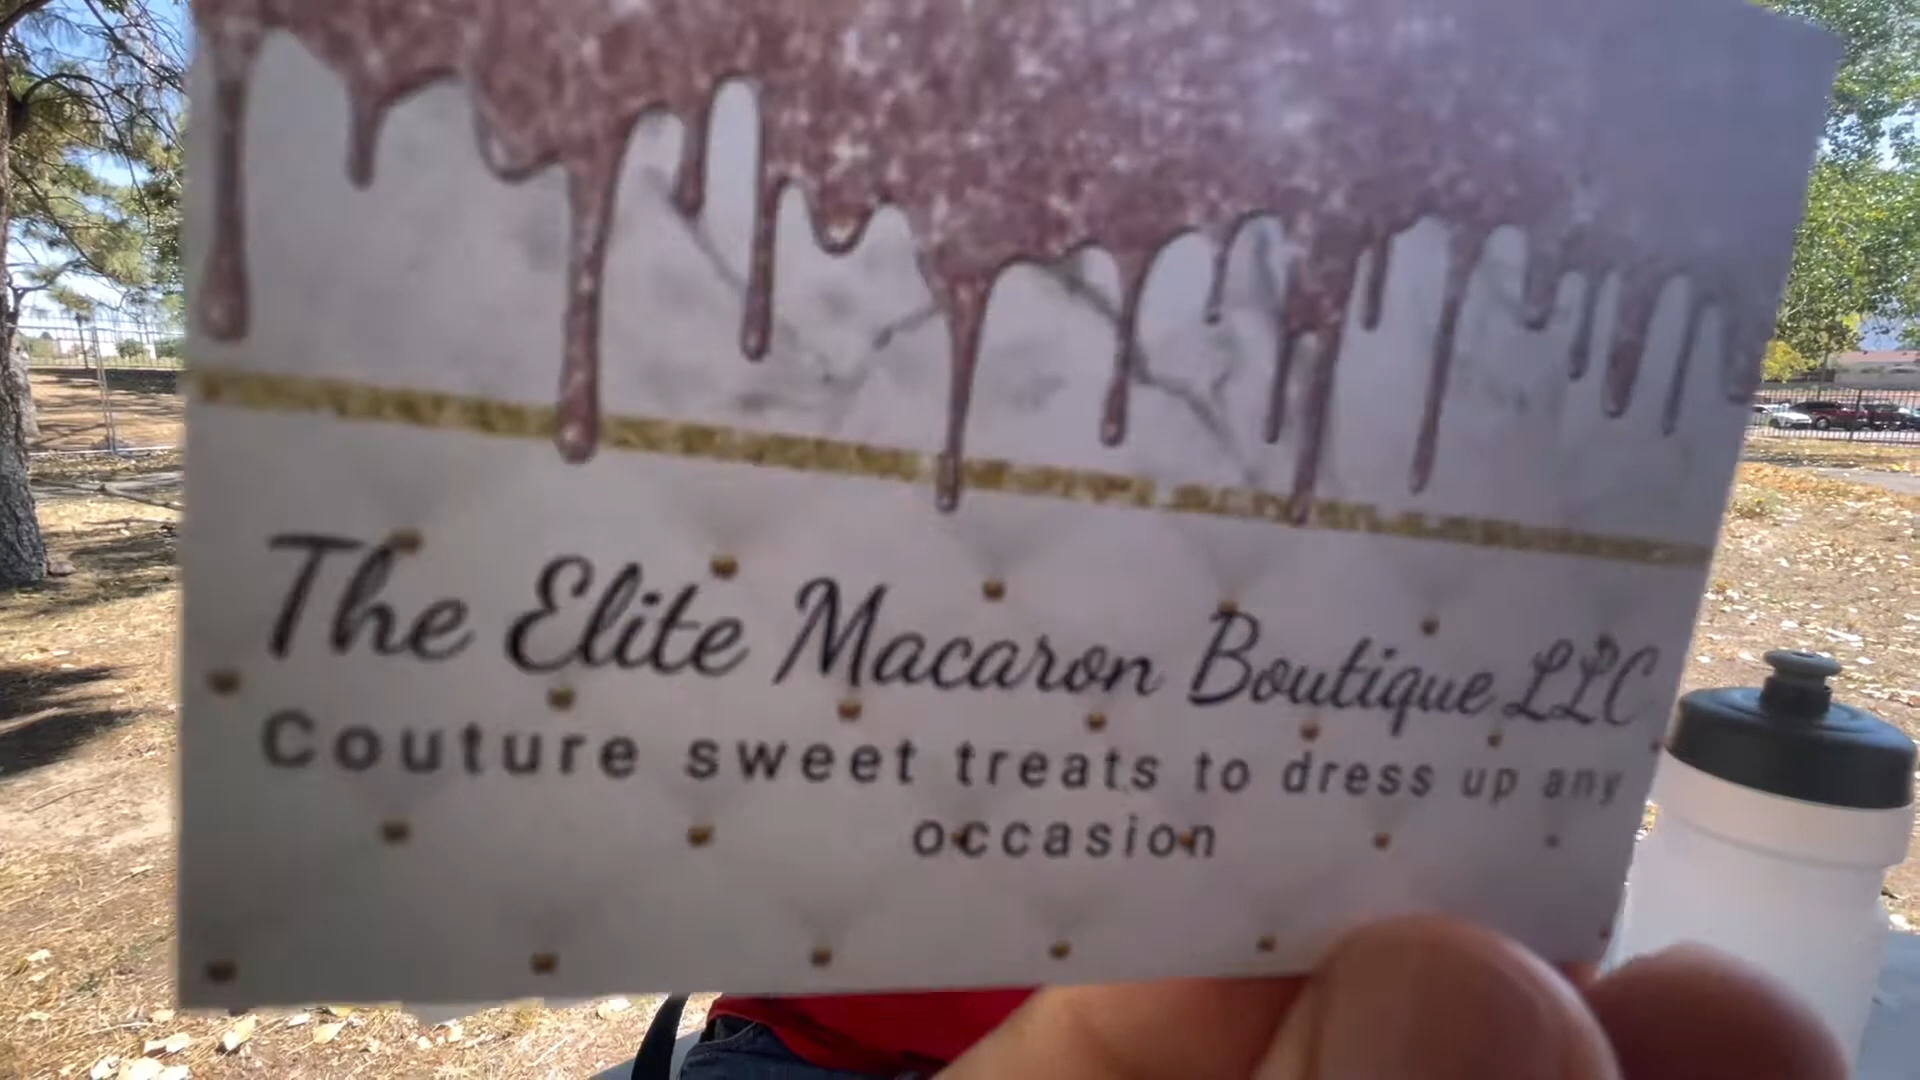 The Elite Macaron Boutique LLC
Couture sweet treats to dress up any
occasion